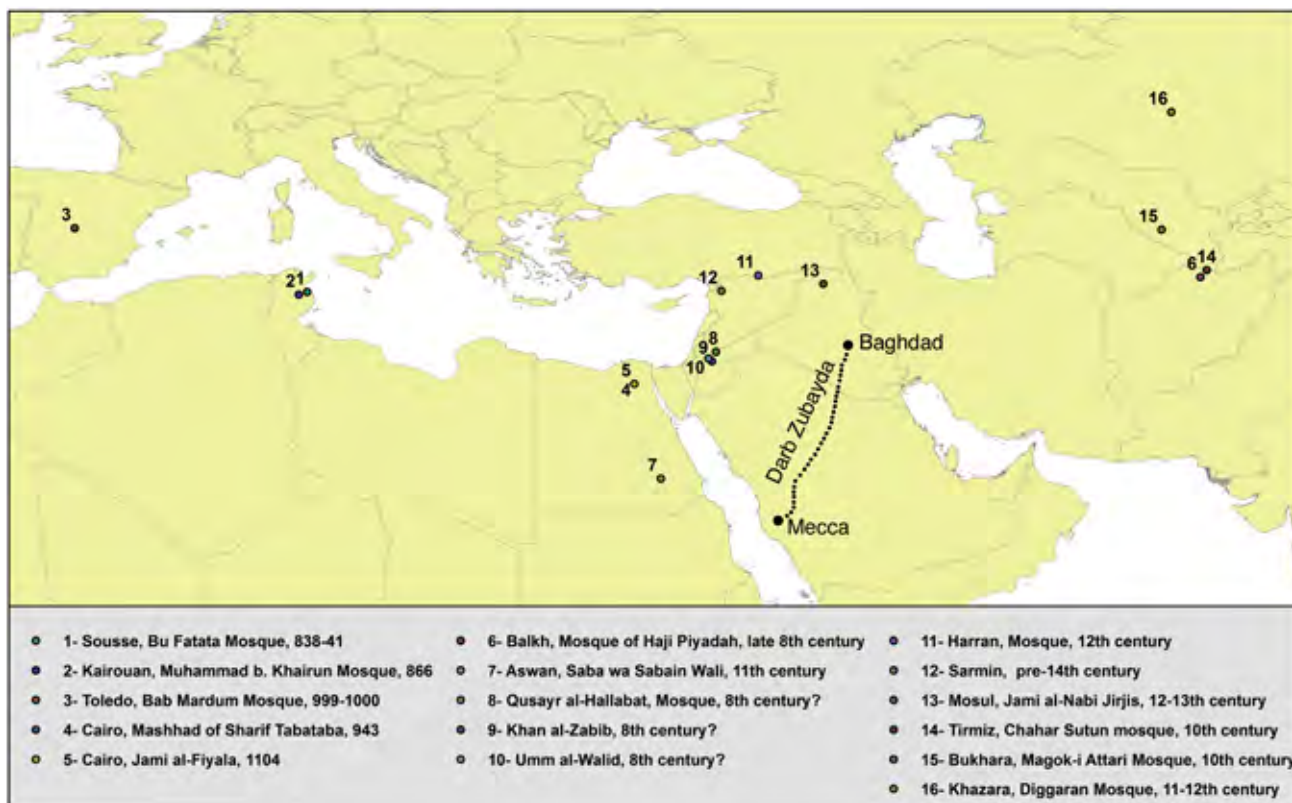 16
3
15
14
6
11
13
12
21
8
9
10
Baghdad
5
4
Darb Zubayda
7
Mecca
1- Sousse, Bu Fatata Mosque, 838-41
2- Kairouan, Muhammad b. Khairun Mosque, 866
3- Toledo, Bab Mardum Mosque, 999-1000
4- Cairo, Mashhad of Sharif Tabataba, 943
5- Cairo, Jami al-Fiyala, 1104
6- Balkh, Mosque of Haji Piyadah, late 8th century
7- Aswan, Saba wa Sabain Wali, 11th century
8- Qusayr al-Hallabat, Mosque, 8th century?
9- Khan al-Zabib, 8th century?
10- Umm al-Walid, 8th century?
11- Harran, Mosque, 12th century
12- Sarmin, pre-14th century
13- Mosul, Jami al-Nabi Jirjis, 12-13th century
14- Tirmiz, Chahar Sutun mosque, 10th century
15- Bukhara, Magok-i Attari Mosque, 10th century
16- Khazara, Diggaran Mosque, 11-12th century